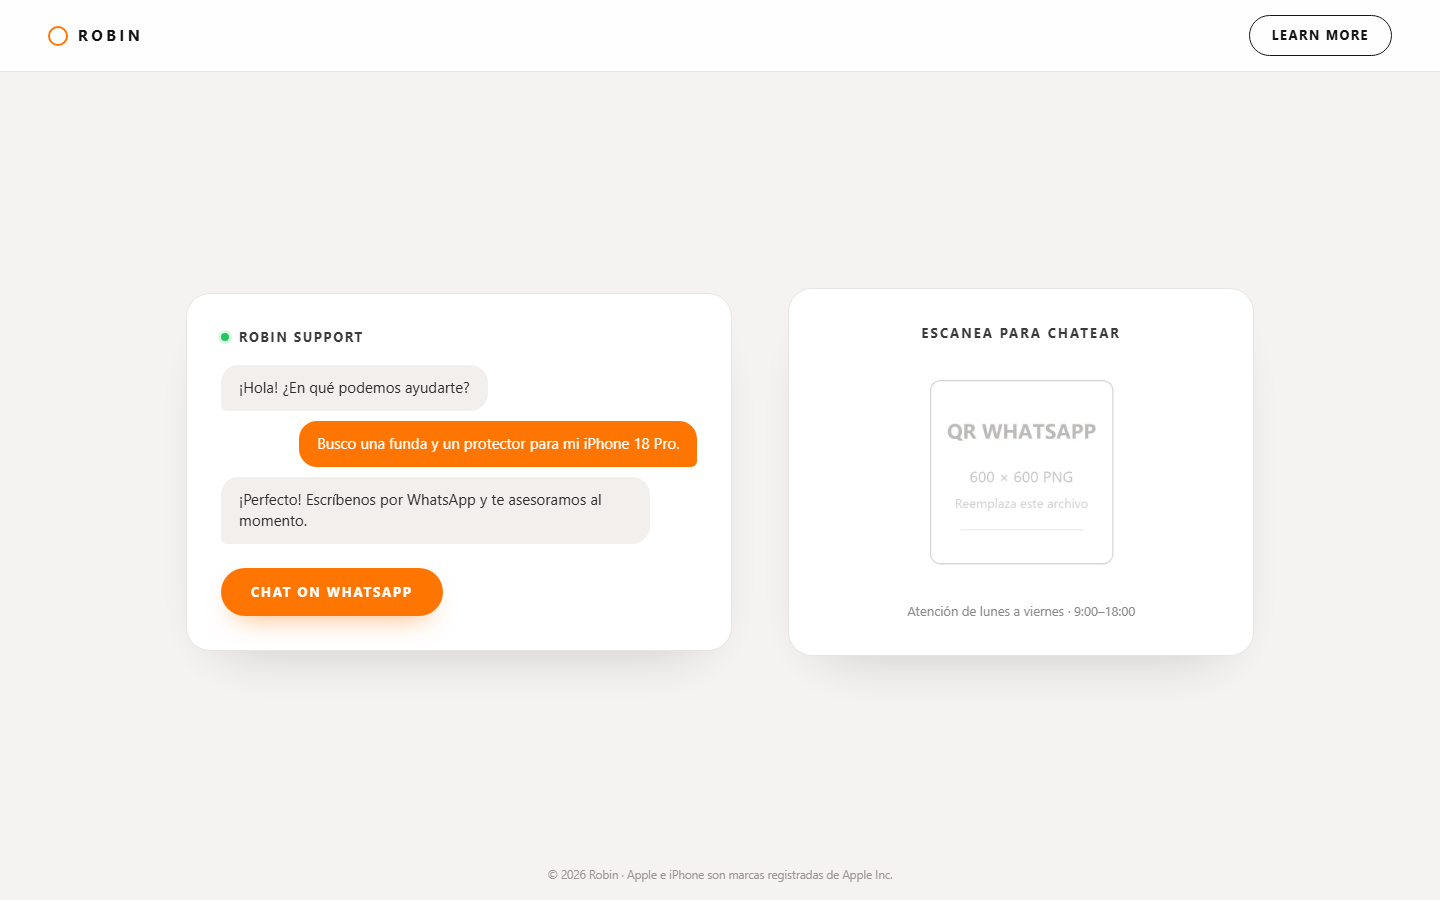 ROBIN
LEARN MORE
ROBIN SUPPORT
¡Hola! ¿En qué podemos ayudarte?
Busco una funda y un protector para mi iPhone 18 Pro.
¡Perfecto! Escríbenos por WhatsApp y te asesoramos al
momento.
CHAT ON WHATSAPP
ESCANEA PARA CHATEAR
QR WHATSAPP
600 × 600 PNG
Reemplaza este archivo
Atención de lunes a viernes · 9:00–18:00
© 2026 Robin · Apple e iPhone son marcas registradas de Apple Inc.